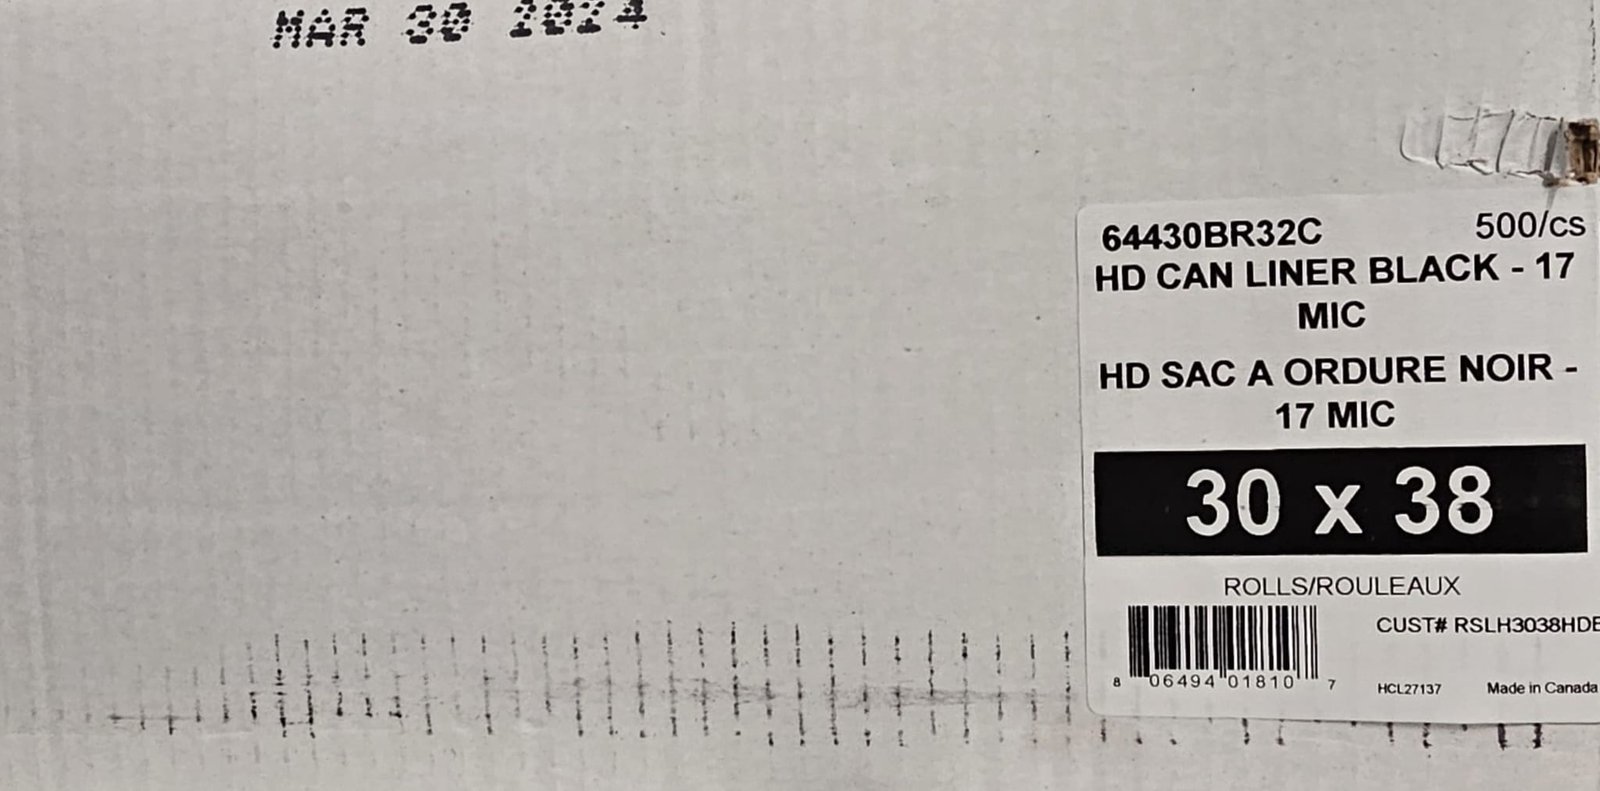 MAR 30 2024
64430BR32C 500/cs
HD CAN LINER BLACK - 17
MIC
HD SAC A ORDURE NOIR -
17 MIC
30 x 38
ROLLS/ROULEAUX
CUST# RSLH3038HDB
8 06494 01810 7
HCL27137 Made in Canada